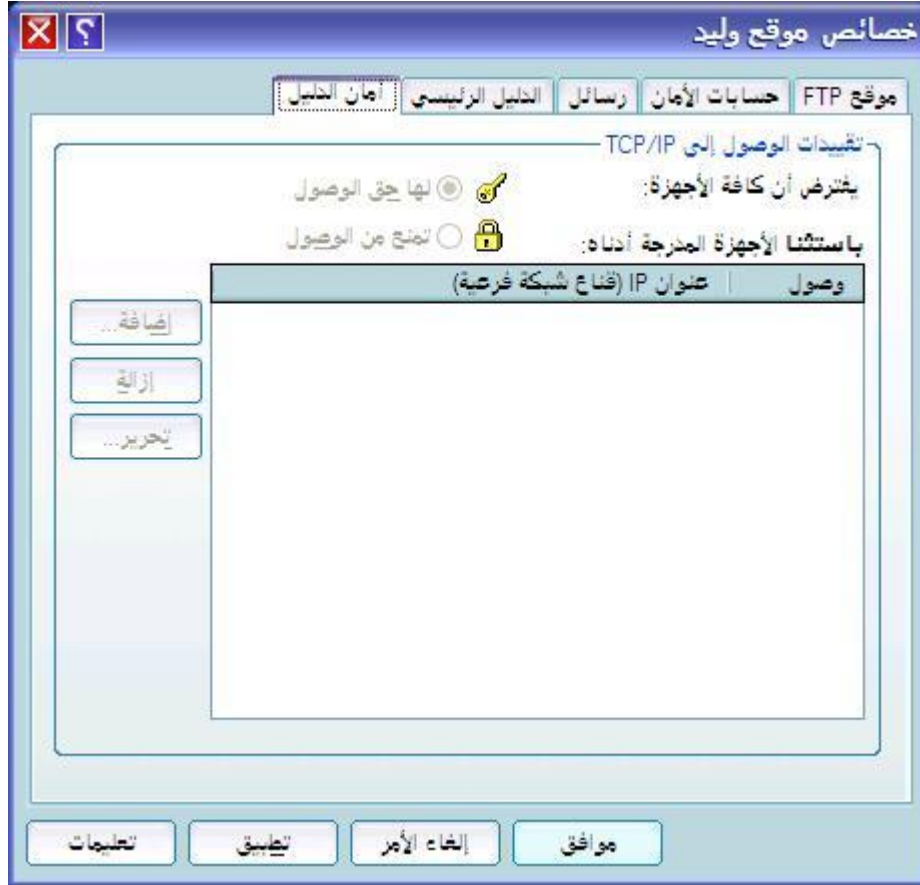 خصائص موقع وليد
موقع FTP حسابات الأمان رسائل الدليل الرئيسي أمان الدليل
تقييدات الوصول إلى TCP/IP
يفترض أن كافة الأجهزة: لها حق الوصول
باستثنا الأجهزة المدرجة أدناه: تمنع من الوصول
وصول عنوان IP (قناع شبكة فرعية)
إضافة...
إزالة
تحرير...
موافق إلغاء الأمر تطبيق تعليمات